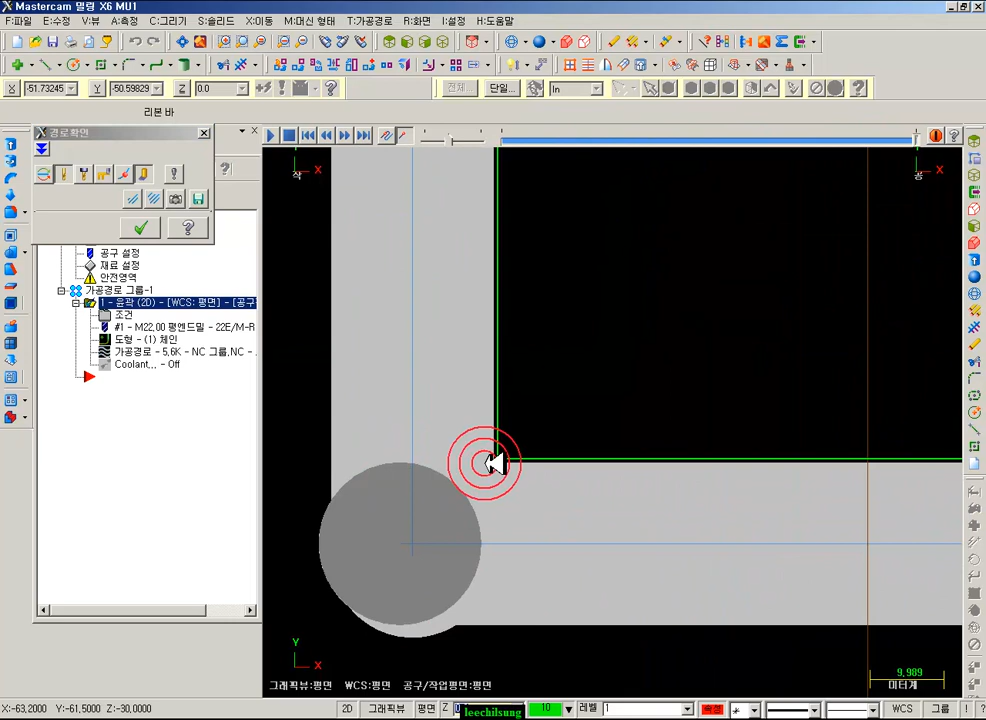 Mastercam 밀링 X6 MU1
F:파일 E:수정 V:뷰 A:측정 C:그리기 S:솔리드 X:이동 M:머신 형태 T:가공경로 R:화면 I:설정 H:도움말
X -51.73245 Y -50.59829 Z 0.0 전체... 단일... In
리본 바
경로확인
작 X
공 X
공구 설정
재료 설정
안전영역
가공경로 그룹-1
1 - 윤곽 (2D) - [WCS: 평면] - [공구
조건
#1 - M22,00 평엔드밀 - 22E/M-R
도형 - (1) 체인
가공경로 - 5,6K - NC 그룹,NC -
Coolant,,, - Off
Y
X
그래픽뷰:평면 WCS:평면 공구/작업평면:평면
9,989
미터계
X:-63,2000 Y:-61,5000 Z:-30,0000
2D 그래픽뷰 평면 Z 10 레벨 1 속성 WCS 그룹 ! ?
leechilsung